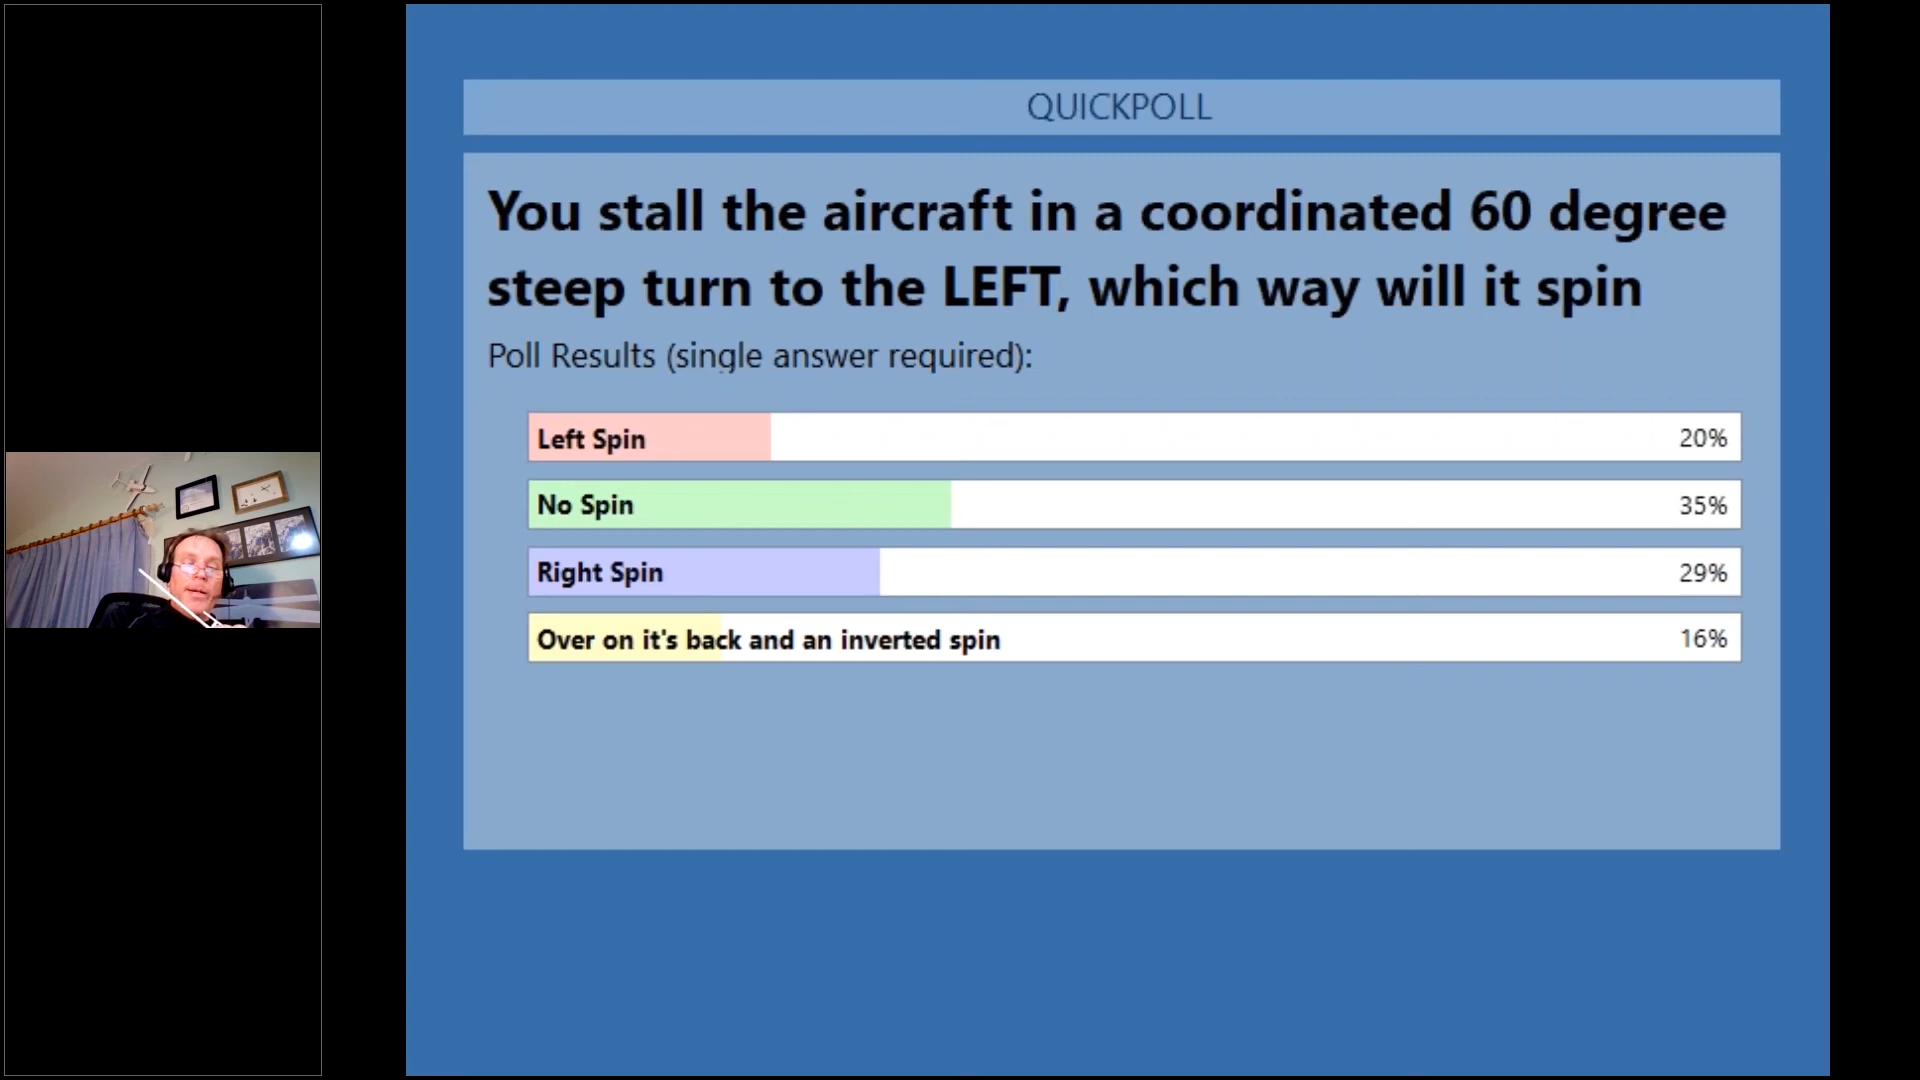 QUICKPOLL
You stall the aircraft in a coordinated 60 degree
steep turn to the LEFT, which way will it spin
Poll Results (single answer required):
Left Spin 20%
No Spin 35%
Right Spin 29%
Over on it's back and an inverted spin 16%